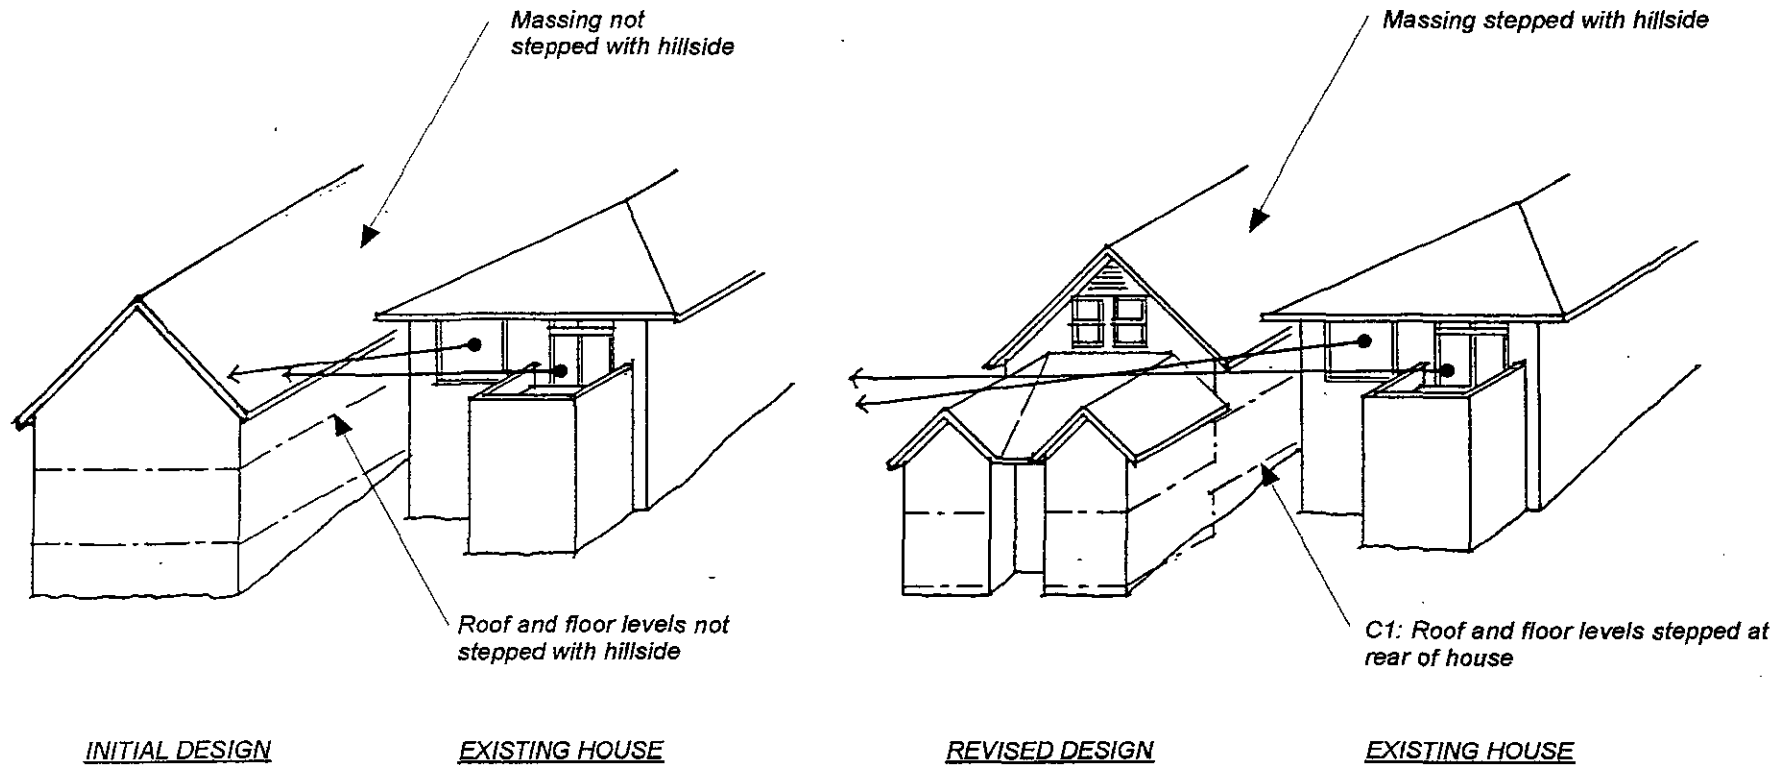 Massing not
stepped with hillside
Massing stepped with hillside
Roof and floor levels not
stepped with hillside
C1: Roof and floor levels stepped at
rear of house
INITIAL DESIGN
EXISTING HOUSE
REVISED DESIGN
EXISTING HOUSE